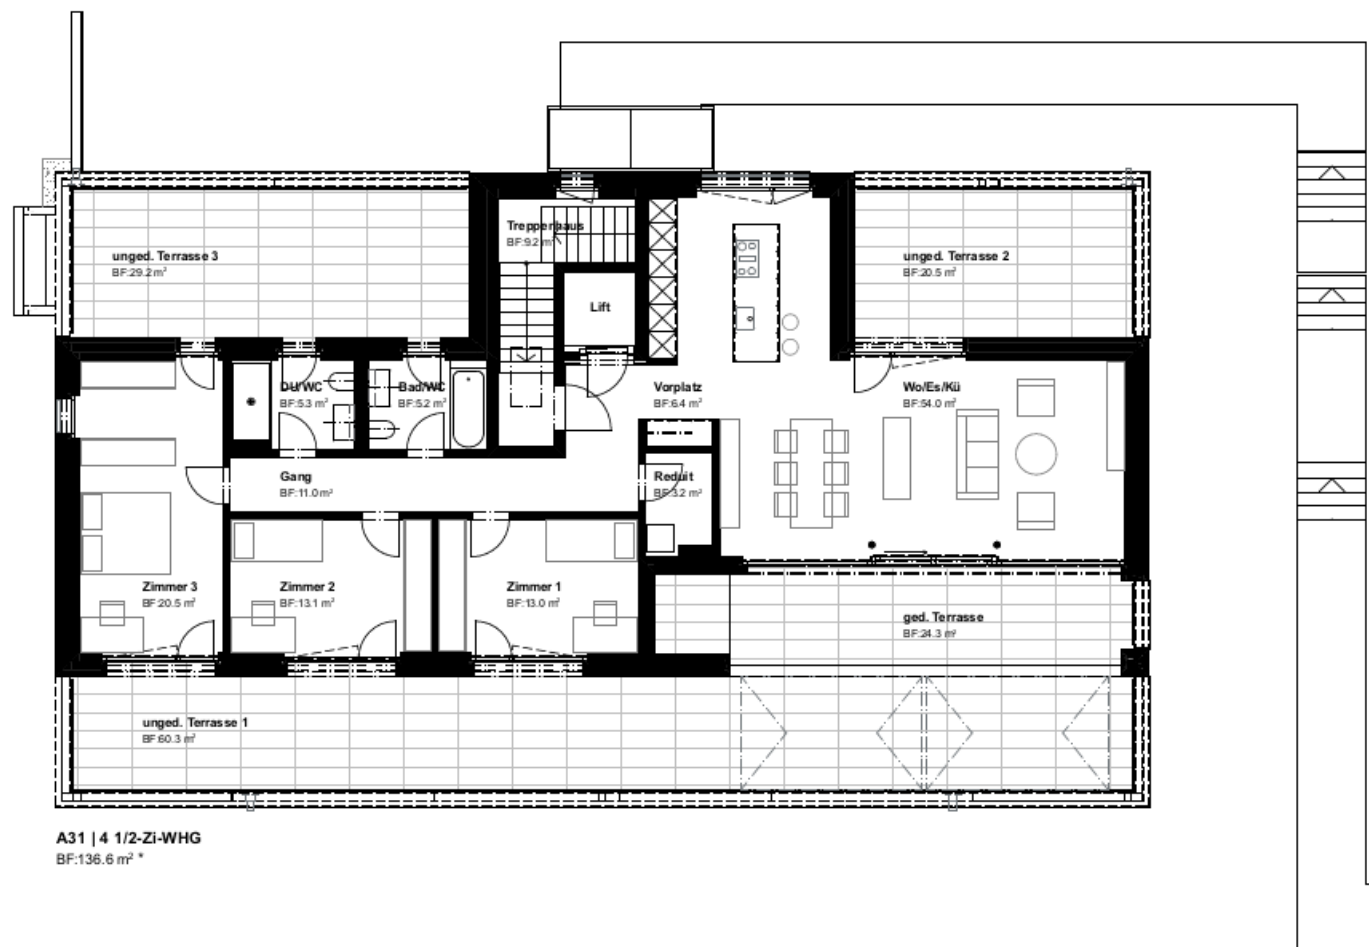 Treppenhaus
BF:9.2 m²
unged. Terrasse 3
BF:29.2 m²
unged. Terrasse 2
BF:20.5 m²
Lift
DU/WC
BF:5.3 m²
Bad/WC
BF:5.2 m²
Vorplatz
BF:6.4 m²
Wo/Es/Kü
BF:54.0 m²
Gang
BF:11.0 m²
Reduit
BF:3.2 m²
Zimmer 3
BF:20.5 m²
Zimmer 2
BF:13.1 m²
Zimmer 1
BF:13.0 m²
ged. Terrasse
BF:24.3 m²
unged. Terrasse 1
BF:60.3 m²
A31 | 4 1/2-Zi-WHG
BF:136.6 m² *